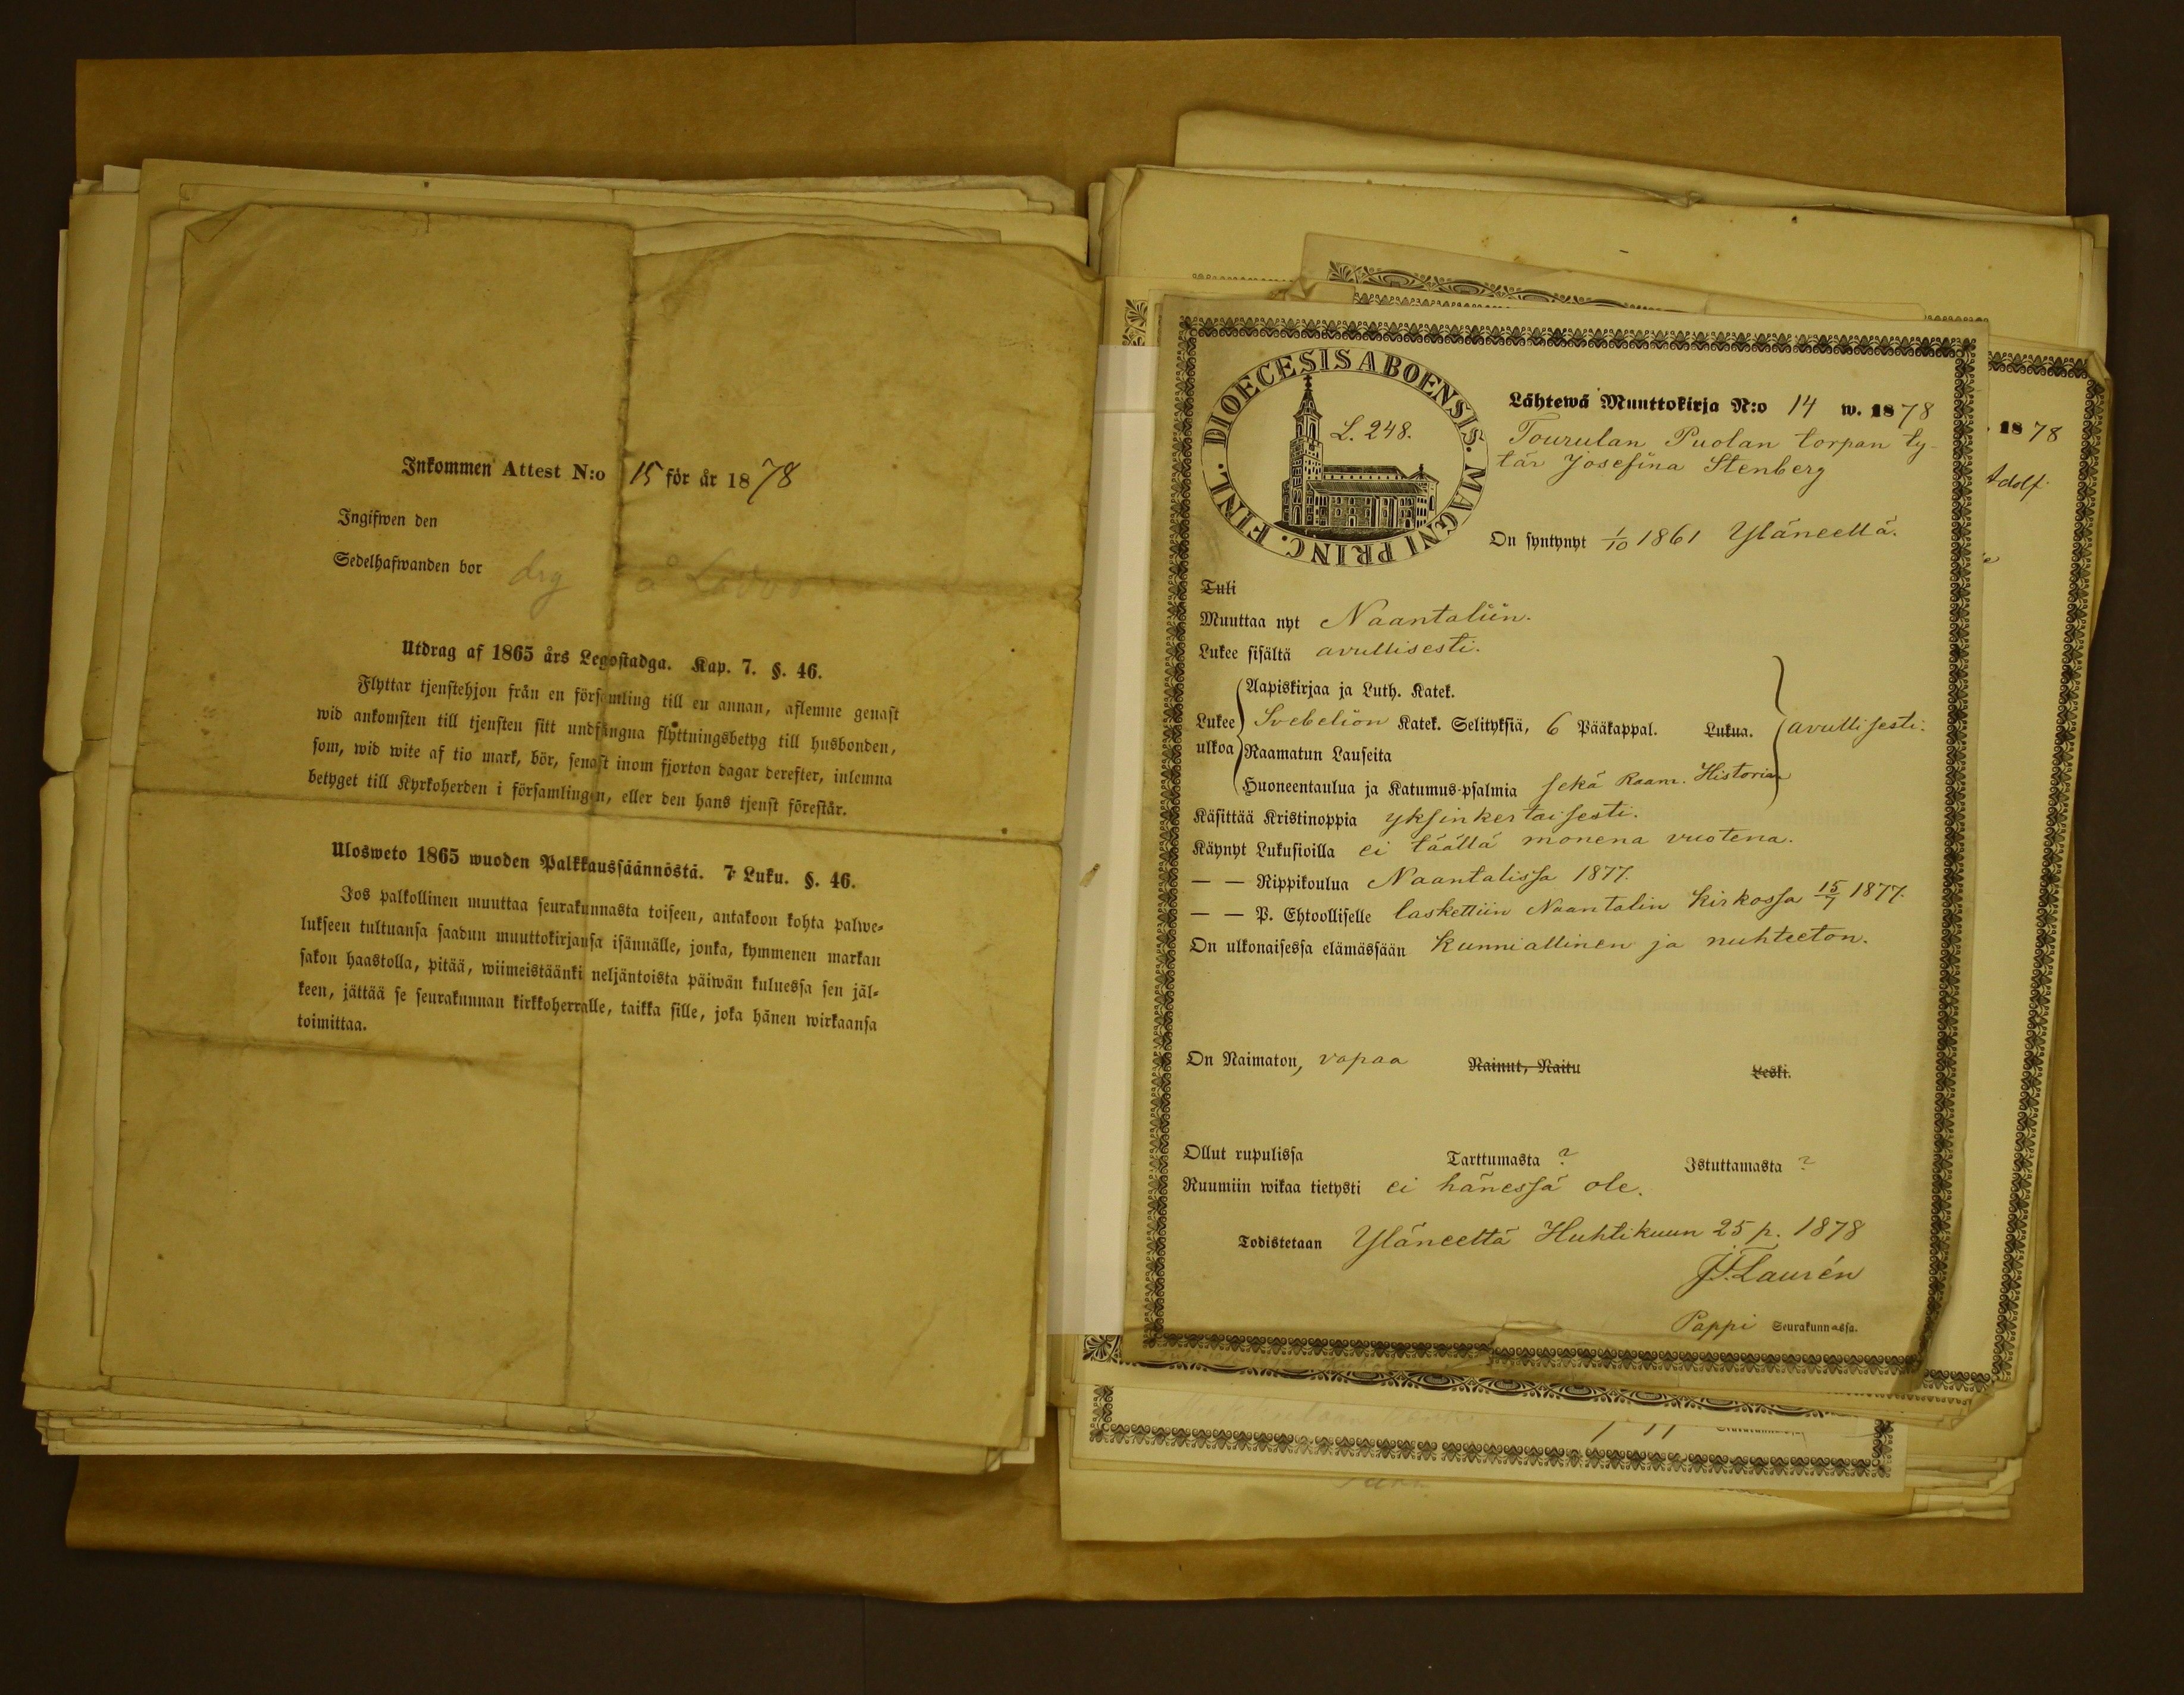 Inkommen Attest N:o 15 för år 1878
Ingifwen den
Sedelhafwanden bor drg å
Utdrag af 1865 års Legostadga. Kap. 7. §. 46.
Flyttar tjenstehjon från en församling till en annan, aflemne genast
wid ankomsten till tjensten sitt undfångna flyttningsbetyg till husbonden,
som, wid wite af tio mark, bör, senast inom fjorton dagar derefter, inlemna
betyget till Kyrkoherden i församlingen, eller den hans tjenst förestår.
Ulosweto 1865 wuoden Palkkaussäännöstä. 7 Luku. §. 46.
Jos palkollinen muuttaa seurakunnasta toiseen, antakoon kohta palwe-
lukseen tultuansa saadun muuttokirjansa isännälle, jonka, kymmenen markan
sakon haastolla, pitää, wiimeistäänki neljäntoista päiwän kuluessa sen jäl-
keen, jättää se seurakunnan kirkkoherralle, taikka sille, joka hänen wirkaansa
toimittaa.
DIOECESIS ABOENSIS. MAGNI PRINC. FINL.
L. 248.
Lähtewä Muuttokirja N:o 14 w. 1878
Tourulan Puolan torpan ty-
tär Josefina Stenberg
On syntynyt 1/10 1861 Yläneellä.
Tuli
Muuttaa nyt Naantaliin.
Lukee sisältä avullisesti.
Lukee ulkoa
Aapiskirjaa ja Luth. Katek.
Svebeliön Katek. Selityksiä, 6 Pääkappal. Lukua. avullisesti.
Raamatun Lauseita
Huoneentaulua ja Katumus-psalmia sekä Raam. Historian
Käsittää Kristinoppia yksinkertaisesti.
Käynyt Lukusioilla ei täällä monena vuotena.
— — Rippikoulua Naantalissa 1877.
— — P. Ehtoolliselle laskettiin Naantalin Kirkossa 15/7 1877.
On ulkonaisessa elämässään Kunniallinen ja nuhteeton.
On Naimaton, vapaa Nainut, Naitu Leski.
Ollut rupulissa Tarttumasta ? Istuttamasta ?
Ruumiin wikaa tietysti ei hänessä ole.
Todistetaan Yläneeltä Huhtikuun 25 p. 1878
J. F. Laurén
Pappi Seurakunnassa.
1878
Adolf